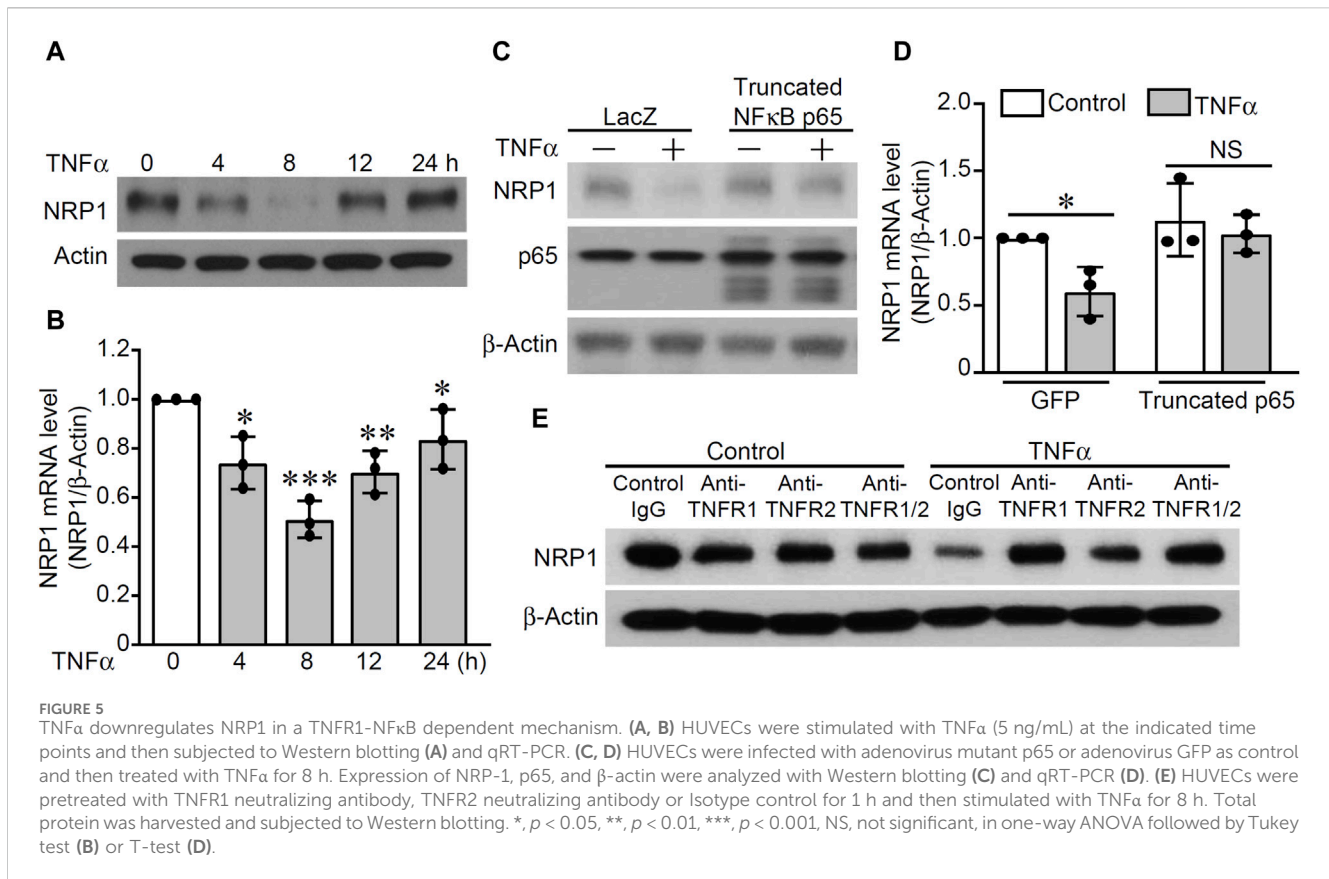 A
TNFα 0 4 8 12 24 h
NRP1
Actin
B
NRP1 mRNA level
(NRP1/β-Actin)
1.2
1.0
0.8
0.6
0.4
0.2
0
*
***
**
*
TNFα 0 4 8 12 24 (h)
C
LacZ
Truncated
NFκB p65
TNFα − + − +
NRP1
p65
β-Actin
D
Control TNFα
NRP1 mRNA level
(NRP1/β-Actin)
2.0
1.5
1.0
0.5
0
*
NS
GFP Truncated p65
E
Control TNFα
Control IgG
Anti-TNFR1
Anti-TNFR2
Anti-TNFR1/2
Control IgG
Anti-TNFR1
Anti-TNFR2
Anti-TNFR1/2
NRP1
β-Actin
FIGURE 5
TNFα downregulates NRP1 in a TNFR1-NFκB dependent mechanism. (A, B) HUVECs were stimulated with TNFα (5 ng/mL) at the indicated time
points and then subjected to Western blotting (A) and qRT-PCR. (C, D) HUVECs were infected with adenovirus mutant p65 or adenovirus GFP as control
and then treated with TNFα for 8 h. Expression of NRP-1, p65, and β-actin were analyzed with Western blotting (C) and qRT-PCR (D). (E) HUVECs were
pretreated with TNFR1 neutralizing antibody, TNFR2 neutralizing antibody or Isotype control for 1 h and then stimulated with TNFα for 8 h. Total
protein was harvested and subjected to Western blotting. *, p < 0.05, **, p < 0.01, ***, p < 0.001, NS, not significant, in one-way ANOVA followed by Tukey
test (B) or T-test (D).